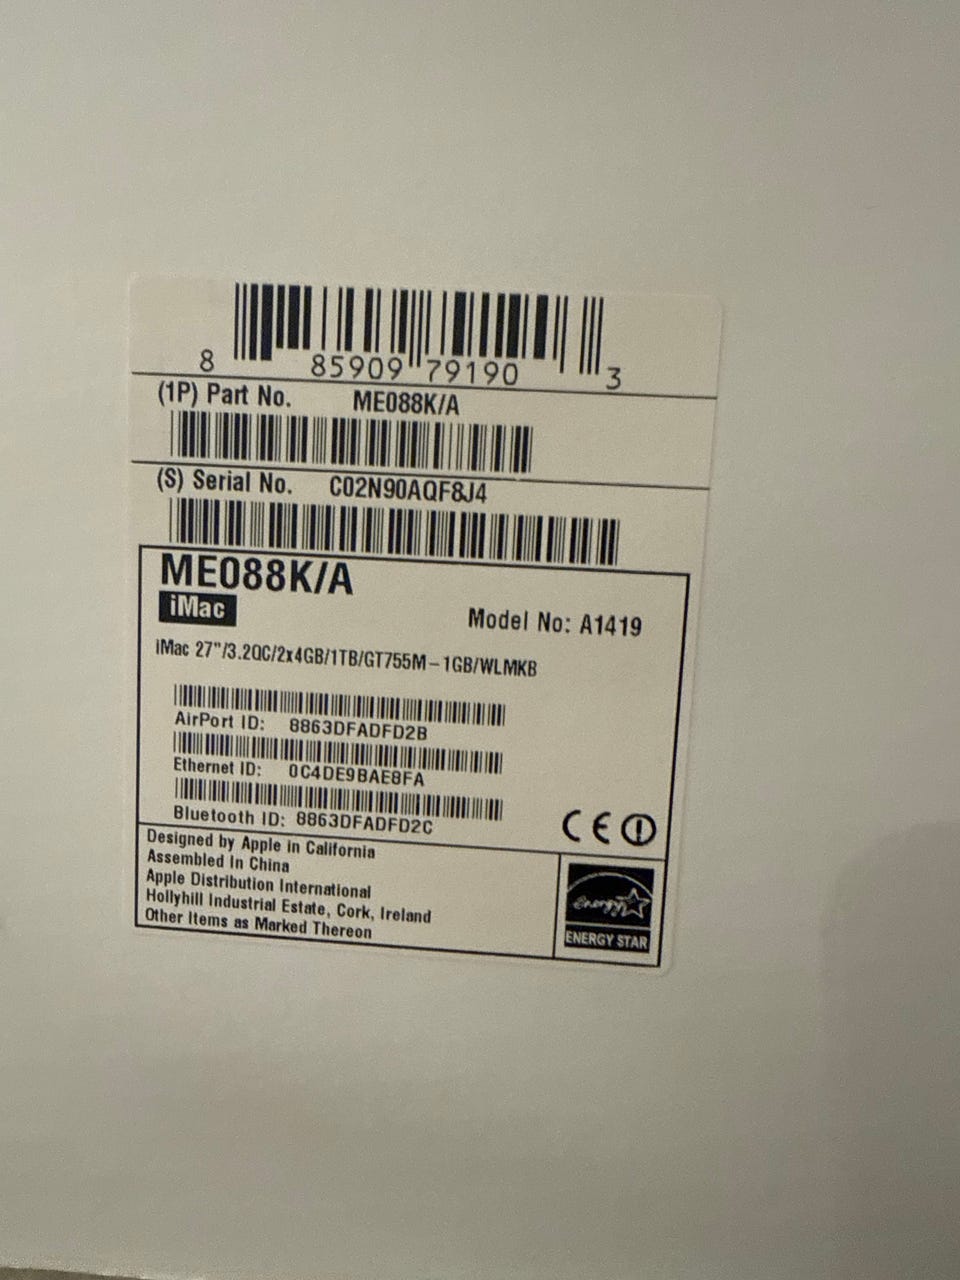 8 85909 79190 3
(1P) Part No. ME088K/A
(S) Serial No. C02N90AQF8J4
ME088K/A
iMac
Model No: A1419
iMac 27"/3.2QC/2x4GB/1TB/GT755M-1GB/WLMKB
AirPort ID: 8863DFADFD2B
Ethernet ID: 0C4DE9BAE8FA
Bluetooth ID: 8863DFADFD2C
CE
Designed by Apple in California
Assembled In China
Apple Distribution International
Hollyhill Industrial Estate, Cork, Ireland
Other Items as Marked Thereon
energy
ENERGY STAR